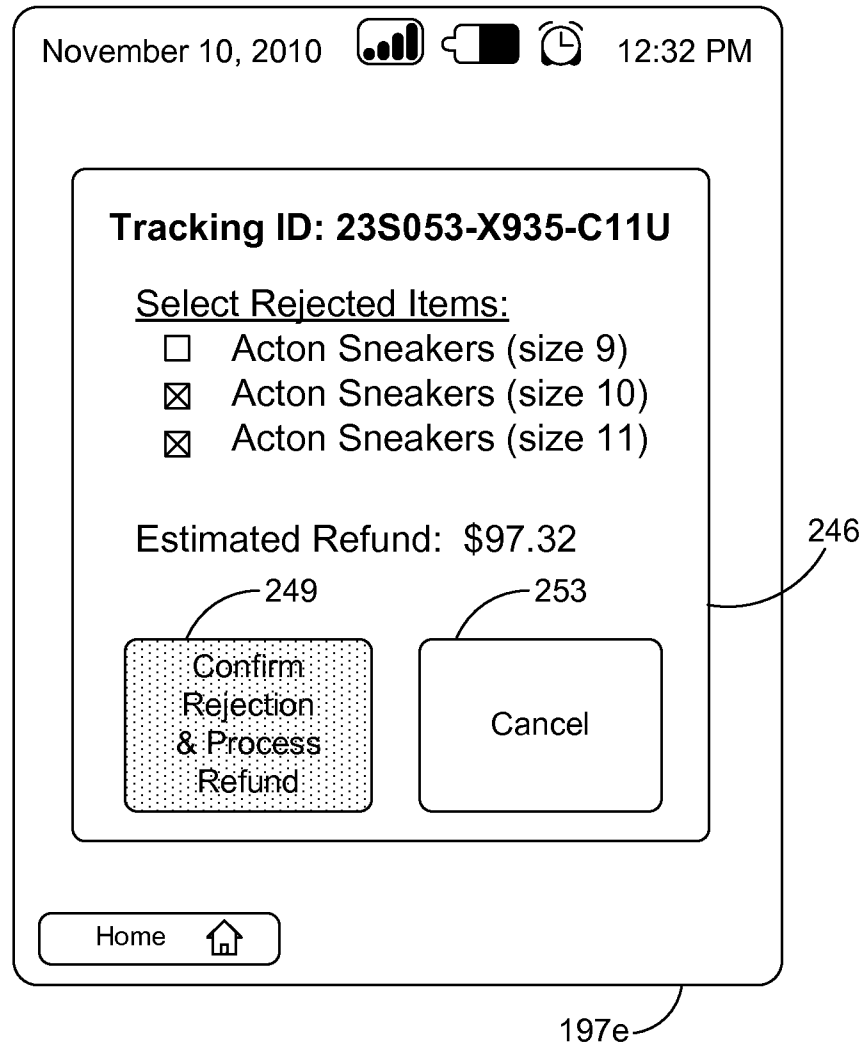 November 10, 2010 12:32 PM
Tracking ID: 23S053-X935-C11U
Select Rejected Items:
Acton Sneakers (size 9)
Acton Sneakers (size 10)
Acton Sneakers (size 11)
Estimated Refund: $97.32
246
249
253
Confirm
Rejection
& Process
Refund
Cancel
Home
197e